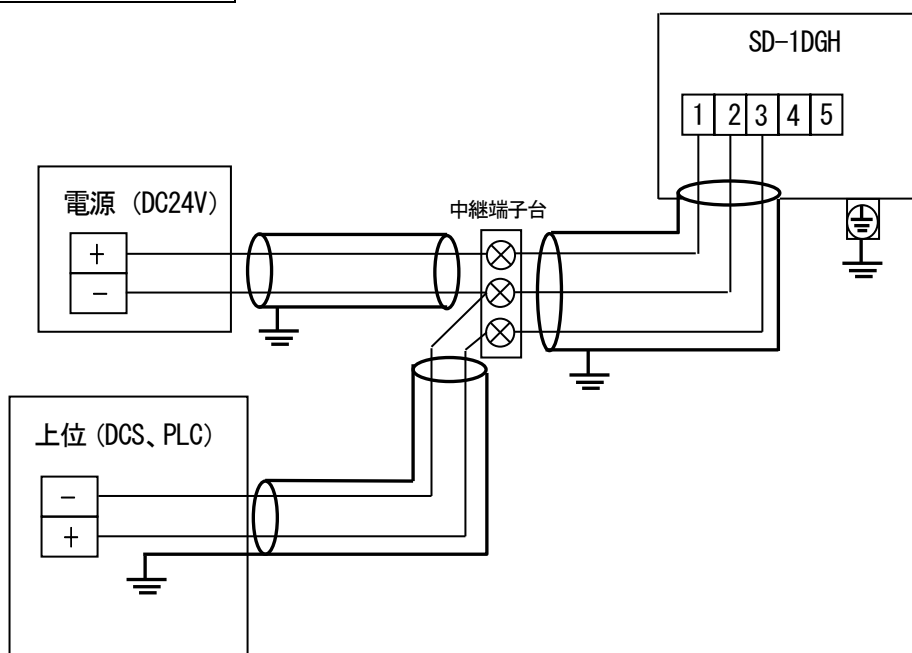 SD-1DGH
1 2 3 4 5
電源 (DC24V)
+
-
中継端子台
上位 (DCS、PLC)
-
+